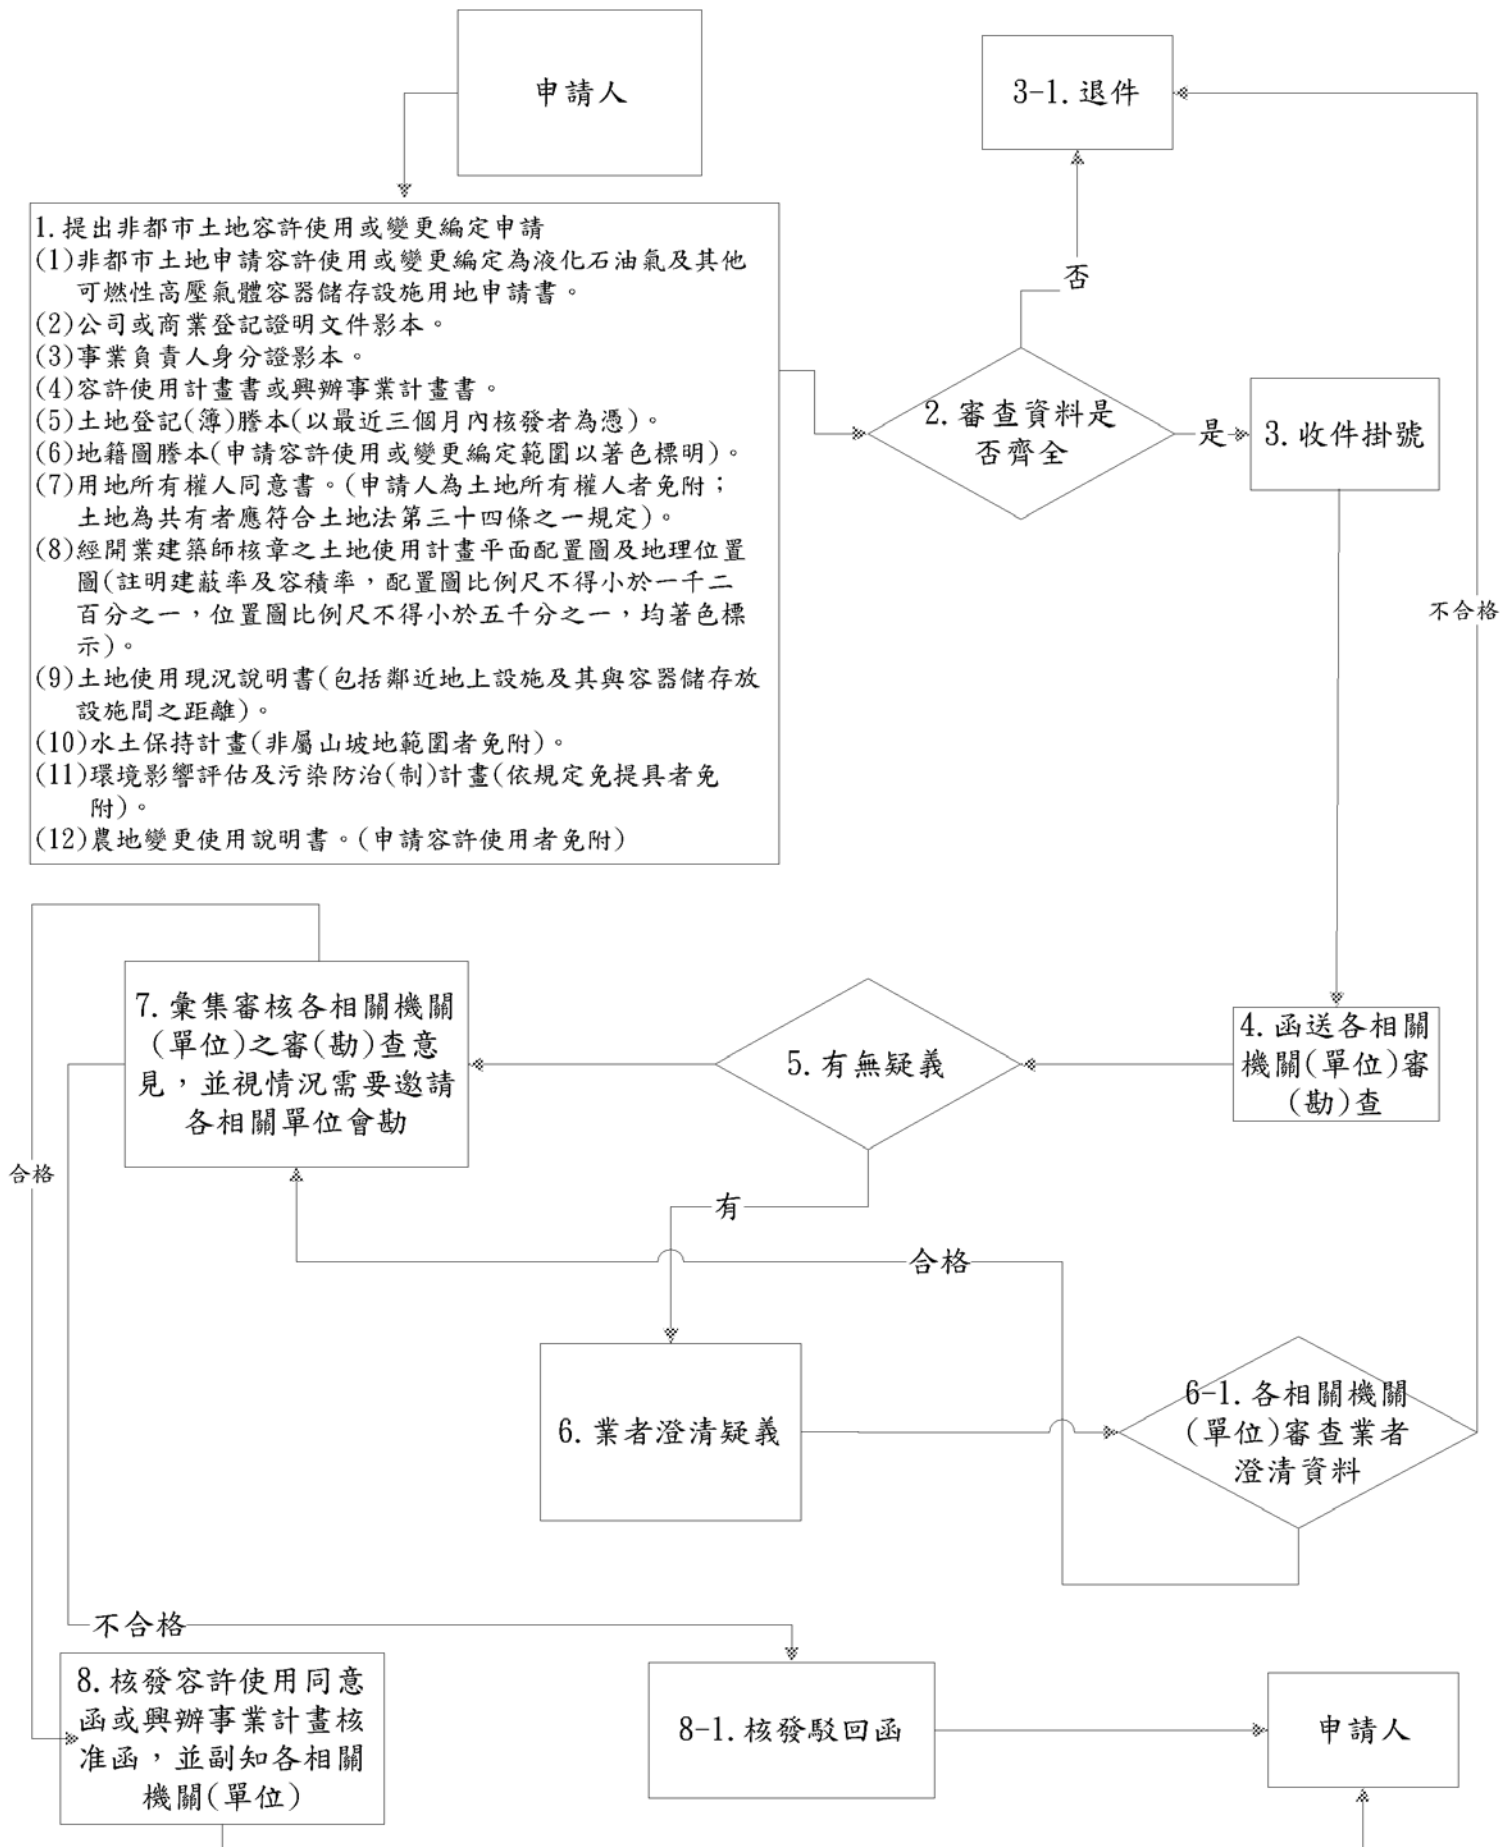 申請人
3-1.退件
1.提出非都市土地容許使用或變更編定申請
(1)非都市土地申請容許使用或變更編定為液化石油氣及其他
可燃性高壓氣體容器儲存設施用地申請書。
(2)公司或商業登記證明文件影本。
(3)事業負責人身分證影本。
(4)容許使用計畫書或興辦事業計畫書。
(5)土地登記(簿)謄本(以最近三個月內核發者為憑)。
(6)地籍圖謄本(申請容許使用或變更編定範圍以著色標明)。
(7)用地所有權人同意書。(申請人為土地所有權人者免附；
土地為共有者應符合土地法第三十四條之一規定)。
(8)經開業建築師核章之土地使用計畫平面配置圖及地理位置
圖(註明建蔽率及容積率，配置圖比例尺不得小於一千二
百分之一，位置圖比例尺不得小於五千分之一，均著色標
示)。
(9)土地使用現況說明書(包括鄰近地上設施及其與容器儲存放
設施間之距離)。
(10)水土保持計畫(非屬山坡地範圍者免附)。
(11)環境影響評估及污染防治(制)計畫(依規定免提具者免
附)。
(12)農地變更使用說明書。(申請容許使用者免附)
否
2.審查資料是
否齊全
是
3.收件掛號
不合格
4.函送各相關
機關(單位)審
(勘)查
5.有無疑義
7.彙集審核各相關機關
(單位)之審(勘)查意
見，並視情況需要邀請
各相關單位會勘
合格
有
合格
6.業者澄清疑義
6-1.各相關機關
(單位)審查業者
澄清資料
不合格
8.核發容許使用同意
函或興辦事業計畫核
准函，並副知各相關
機關(單位)
8-1.核發駁回函
申請人